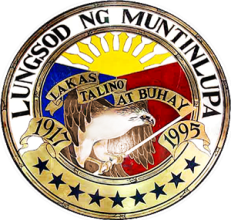 LUNGSOD NG MUNTINLUPA
LAKAS
TALINO
AT BUHAY
1917
1995